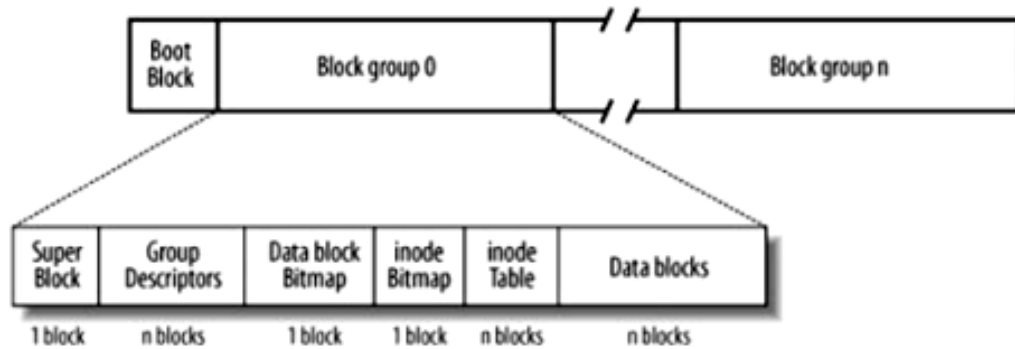 Boot
Block
Block group 0
Block group n
Super
Block
Group
Descriptors
Data block
Bitmap
inode
Bitmap
inode
Table
Data blocks
1 block
n blocks
1 block
1 block
n blocks
n blocks